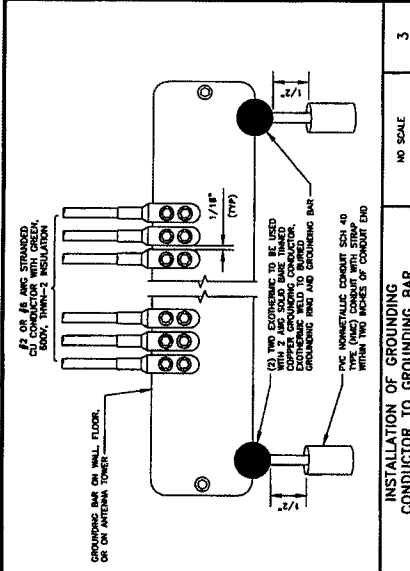 #2 OR #6 AWG STRANDED
CU CONDUCTOR WITH GREEN,
600V, THWN-2 INSULATION
GROUNDING BAR ON WALL, FLOOR,
OR ON ANTENNA TOWER
1/16"
(TYP)
(2) TWO EXOTHERMIC TO BE USED
WITH 2 AWG SOLID BARE TINNED
COPPER GROUNDING CONDUCTOR,
EXOTHERMIC WELD TO BURIED
GROUNDING RING AND GROUNDING BAR
1/2"
1/2"
PVC NONMETALLIC CONDUIT SCH 40
TYPE (NMC) CONDUIT WITH STRAP
WITHIN TWO INCHES OF CONDUIT END
INSTALLATION OF GROUNDING
CONDUCTOR TO GROUNDING BAR
NO SCALE
3